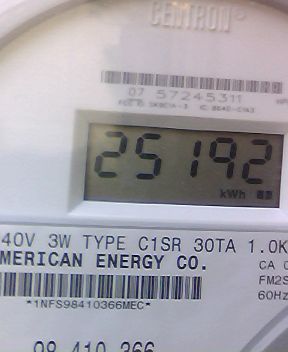 CENTRON®
07 57245311
25192
kWh
40V 3W TYPE C1SR 30TA 1.0K
MERICAN ENERGY CO.
CA 0
FM2S
60Hz
*1NFS98410366MEC*
98 410 366